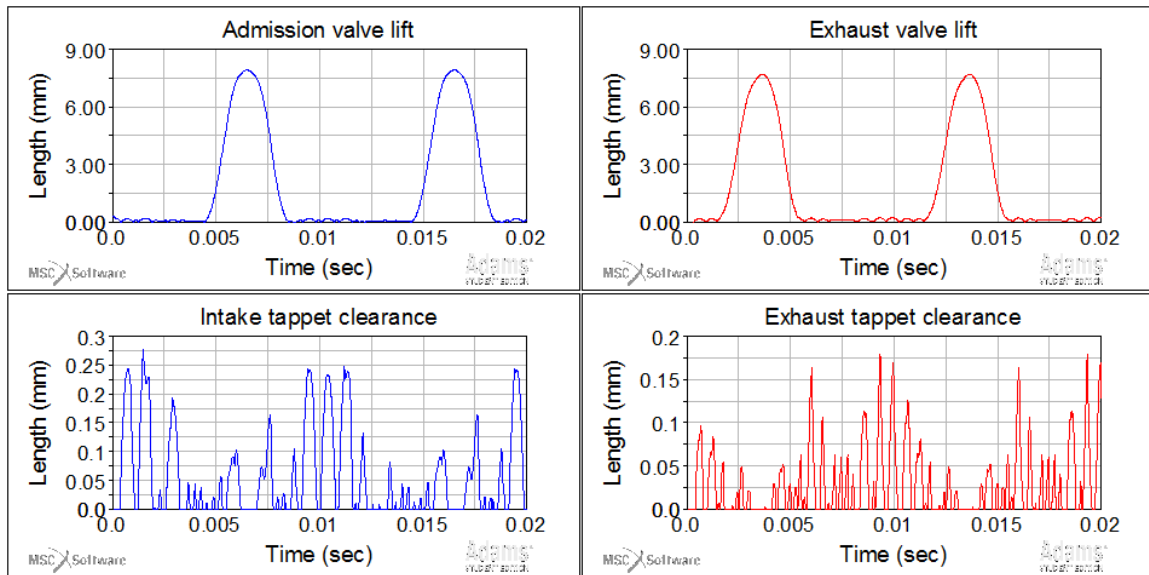 Admission valve lift
Length (mm)
9.00
6.00
3.00
0.00
0.0 0.005 0.01 0.015 0.02
Time (sec)
MSC Software
Adams
Exhaust valve lift
Length (mm)
9.00
6.00
3.00
0.00
0.0 0.005 0.01 0.015 0.02
Time (sec)
MSC Software
Adams
Intake tappet clearance
Length (mm)
0.3
0.25
0.2
0.15
0.1
0.05
0.0
0.0 0.005 0.01 0.015 0.02
Time (sec)
MSC Software
Adams
Exhaust tappet clearance
Length (mm)
0.2
0.15
0.1
0.05
0.0
0.0 0.005 0.01 0.015 0.02
Time (sec)
MSC Software
Adams